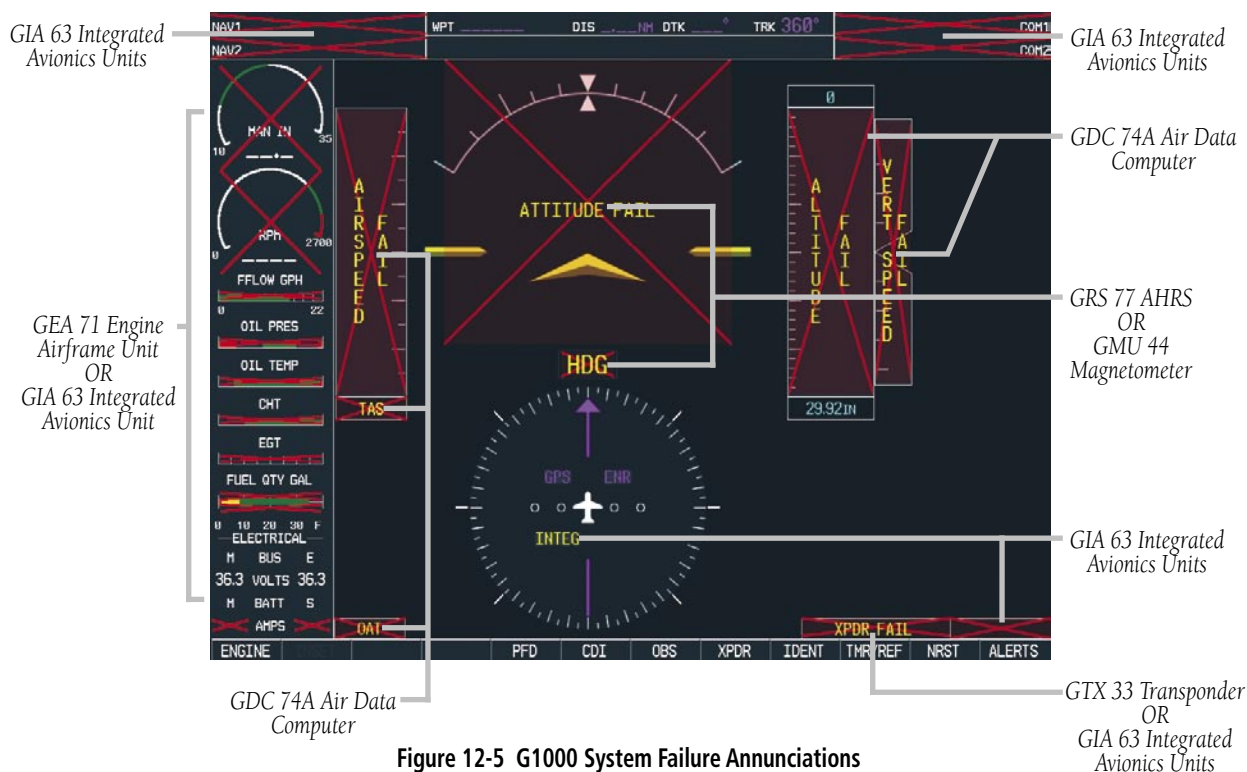 GIA 63 Integrated
Avionics Units
NAV1
NAV2
WPT ______ DIS __.__NM DTK ___° TRK 360°
COM1
COM2
GIA 63 Integrated
Avionics Units
GEA 71 Engine
Airframe Unit
OR
GIA 63 Integrated
Avionics Unit
MAN IN
10 35
__._
RPM
0 2700
____
FFLOW GPH
0 22
OIL PRES
OIL TEMP
CHT
EGT
FUEL QTY GAL
0 10 20 30 F
ELECTRICAL
M BUS E
36.3 VOLTS 36.3
M BATT S
AMPS
AIRSPEED FAIL
TAS
OAT
ATTITUDE FAIL
HDG
GPS ENR
INTEG
0
ALTITUDE FAIL
29.92IN
VERT SPEED FAIL
XPDR FAIL
ENGINE PFD CDI OBS XPDR IDENT TMR/REF NRST ALERTS
GDC 74A Air Data
Computer
GRS 77 AHRS
OR
GMU 44
Magnetometer
GIA 63 Integrated
Avionics Units
GDC 74A Air Data
Computer
GTX 33 Transponder
OR
GIA 63 Integrated
Avionics Units
Figure 12-5 G1000 System Failure Annunciations